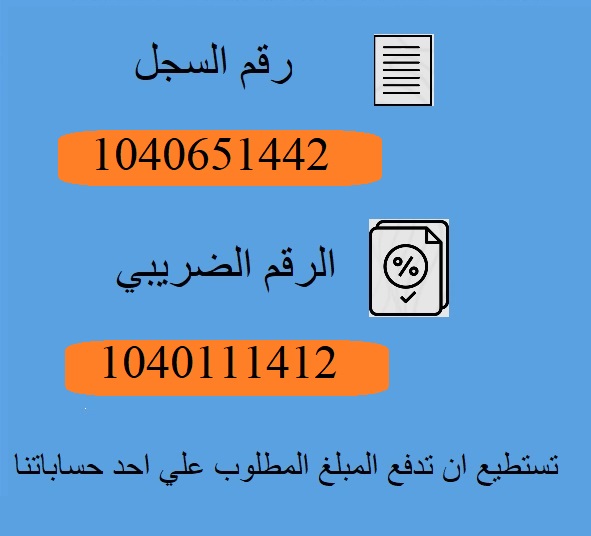 رقم السجل
1040651442
%
الرقم الضريبي
1040111412
تستطيع ان تدفع المبلغ المطلوب علي احد حساباتنا